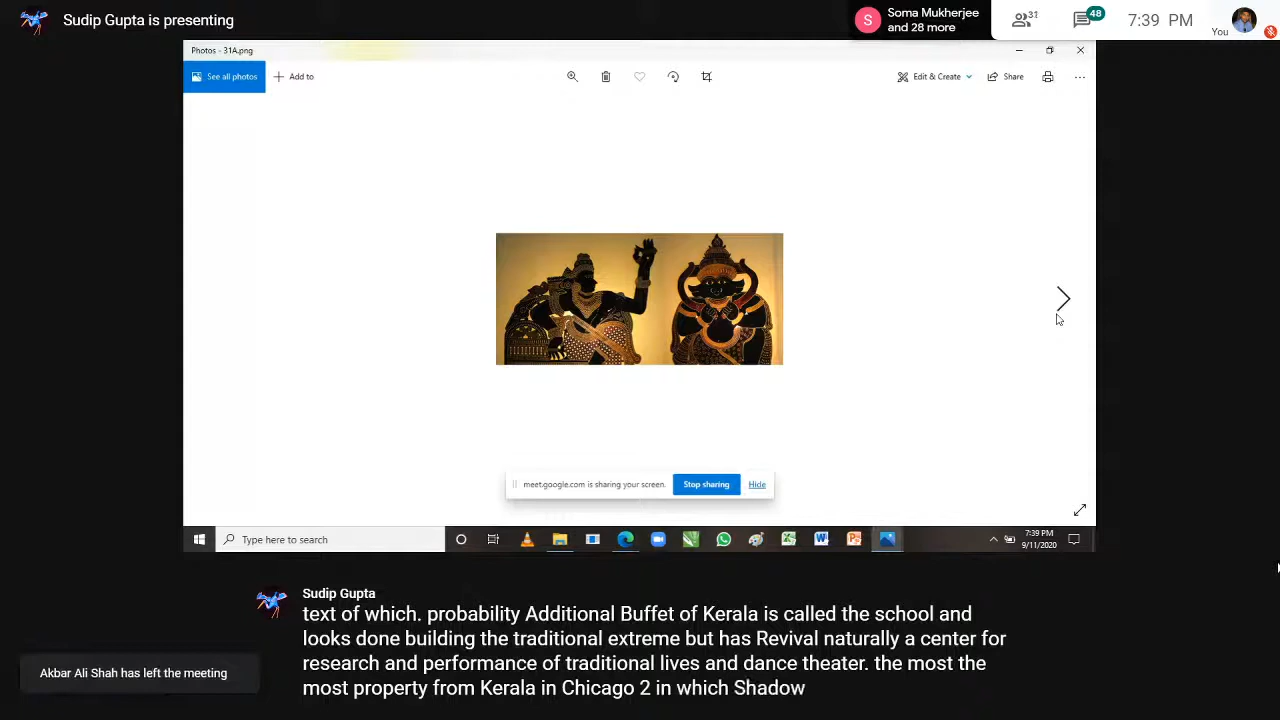 Sudip Gupta is presenting
S
Soma Mukherjee
and 28 more
31
48
7:39 PM
You
Photos - 31A.png
See all photos
Add to
Edit & Create
Share
meet.google.com is sharing your screen.
Stop sharing
Hide
Type here to search
7:39 PM
9/11/2020
Sudip Gupta
text of which. probability Additional Buffet of Kerala is called the school and
looks done building the traditional extreme but has Revival naturally a center for
research and performance of traditional lives and dance theater. the most the
most property from Kerala in Chicago 2 in which Shadow
Akbar Ali Shah has left the meeting